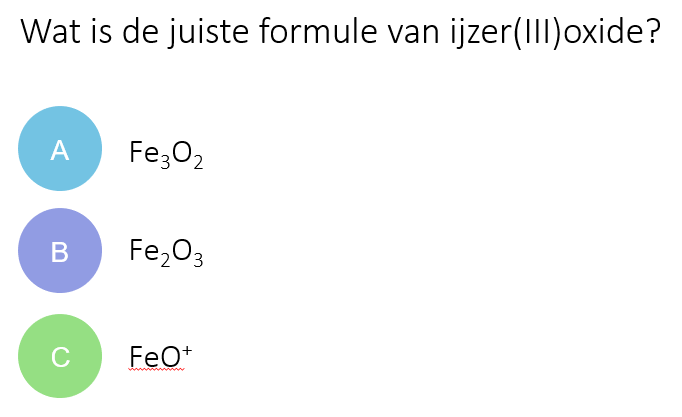 Wat is de juiste formule van ijzer(III)oxide?
A Fe₃O₂
B Fe₂O₃
C FeO⁺